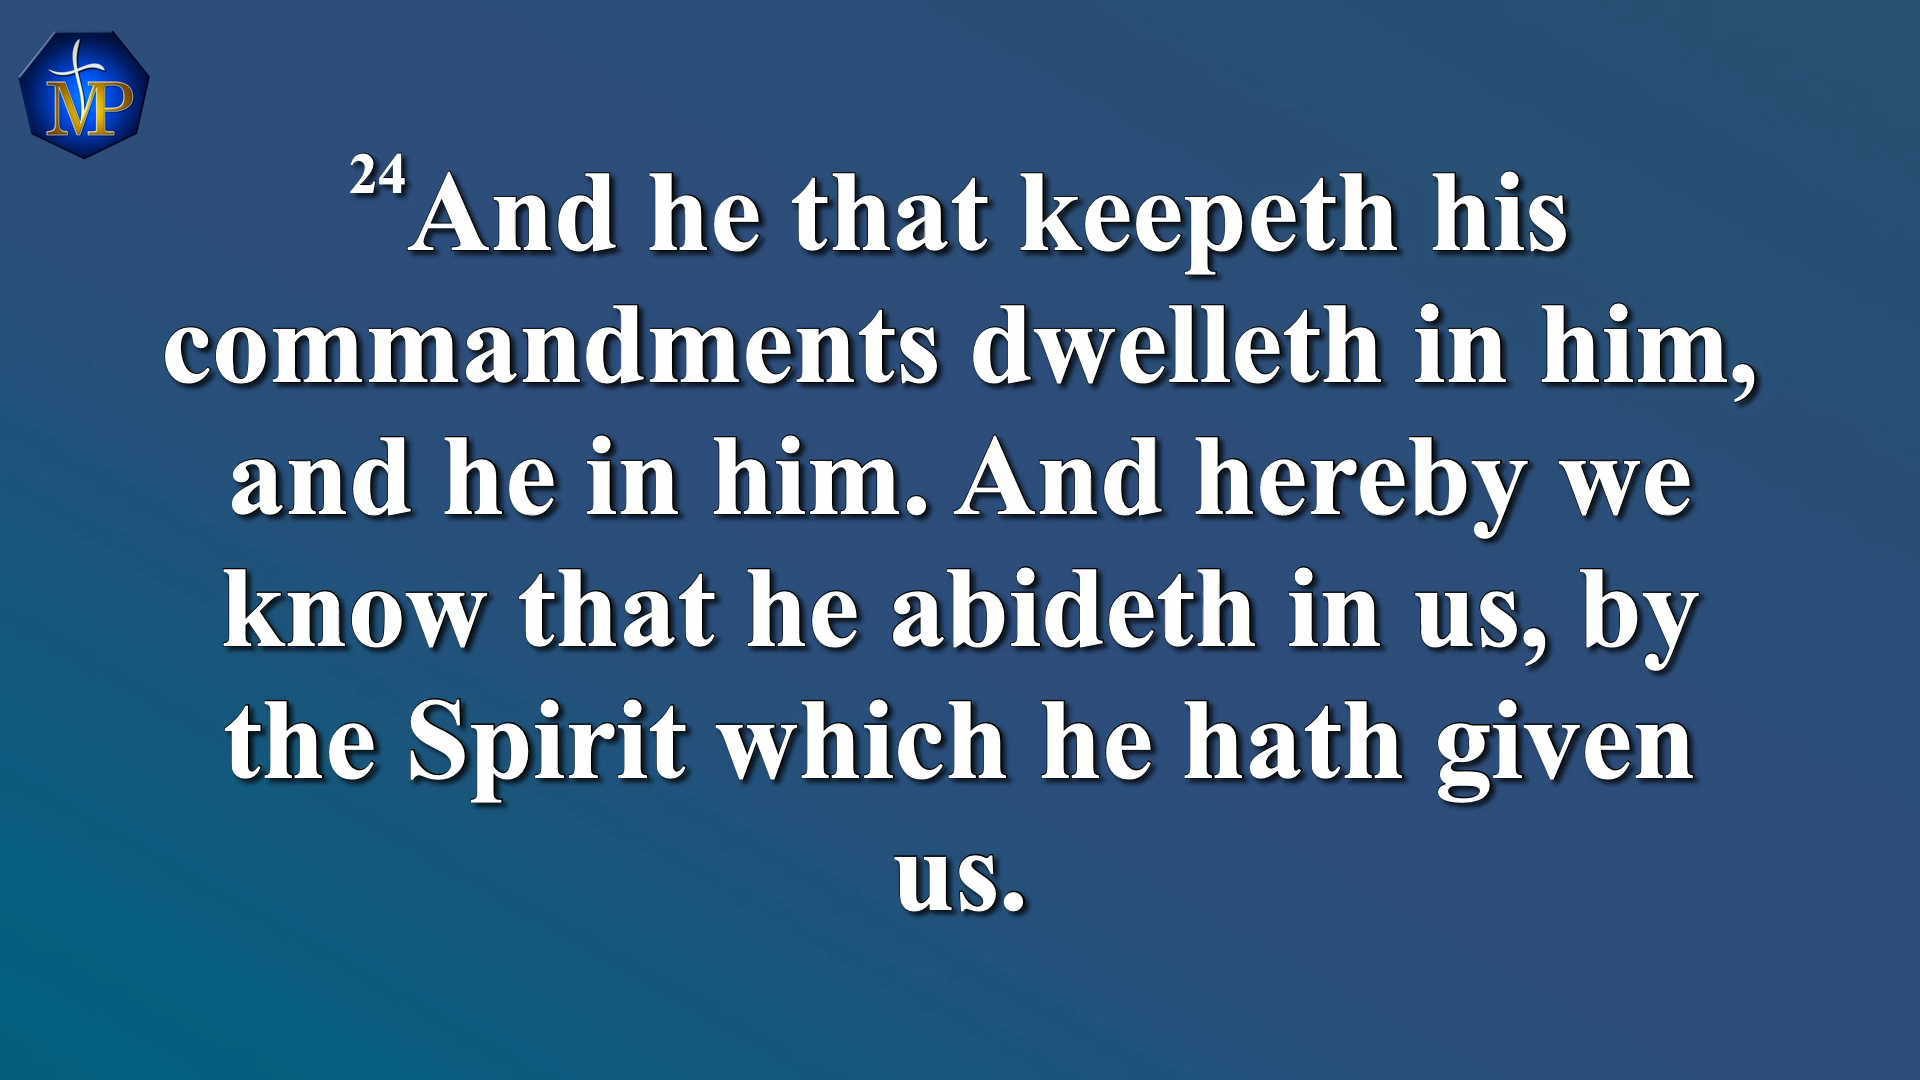 MP
24And he that keepeth his
commandments dwelleth in him,
and he in him. And hereby we
know that he abideth in us, by
the Spirit which he hath given
us.